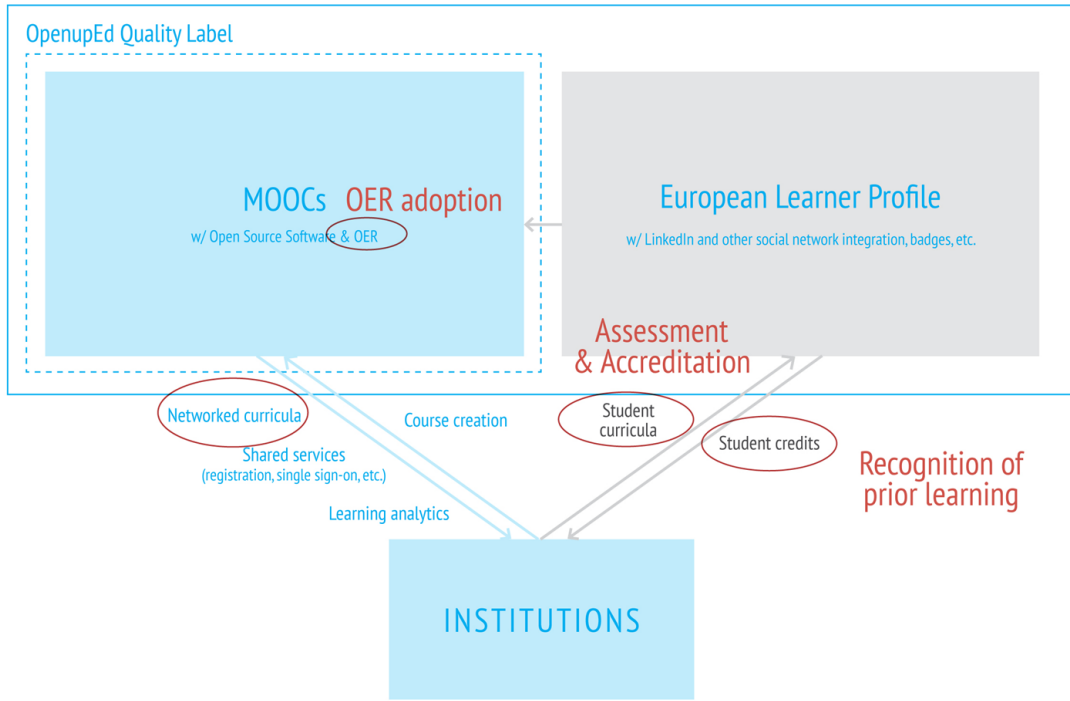 OpenupEd Quality Label
MOOCs OER adoption
w/ Open Source Software & OER
European Learner Profile
w/ LinkedIn and other social network integration, badges, etc.
Assessment
& Accreditation
Networked curricula
Course creation
Student
curricula
Student credits
Shared services
(registration, single sign-on, etc.)
Recognition of
prior learning
Learning analytics
INSTITUTIONS